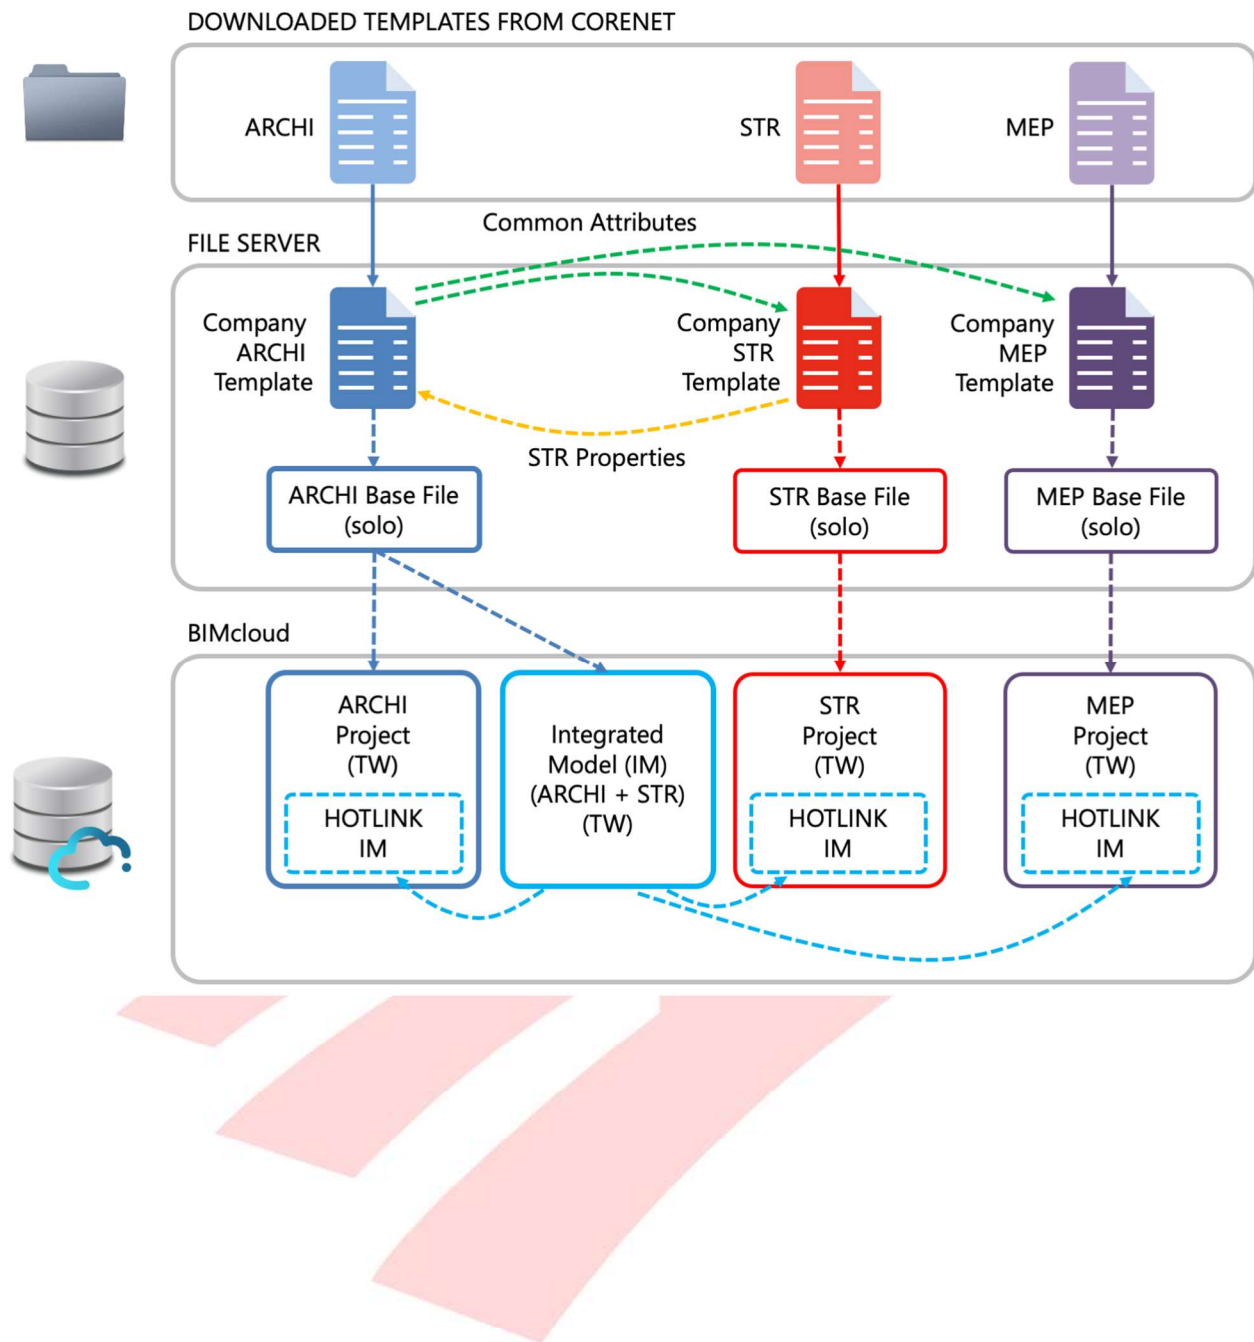 DOWNLOADED TEMPLATES FROM CORENET
ARCHI
STR
MEP
Common Attributes
FILE SERVER
Company
ARCHI
Template
Company
STR
Template
Company
MEP
Template
STR Properties
ARCHI Base File
(solo)
STR Base File
(solo)
MEP Base File
(solo)
BIMcloud
ARCHI
Project
(TW)
HOTLINK
IM
Integrated
Model (IM)
(ARCHI + STR)
(TW)
STR
Project
(TW)
HOTLINK
IM
MEP
Project
(TW)
HOTLINK
IM